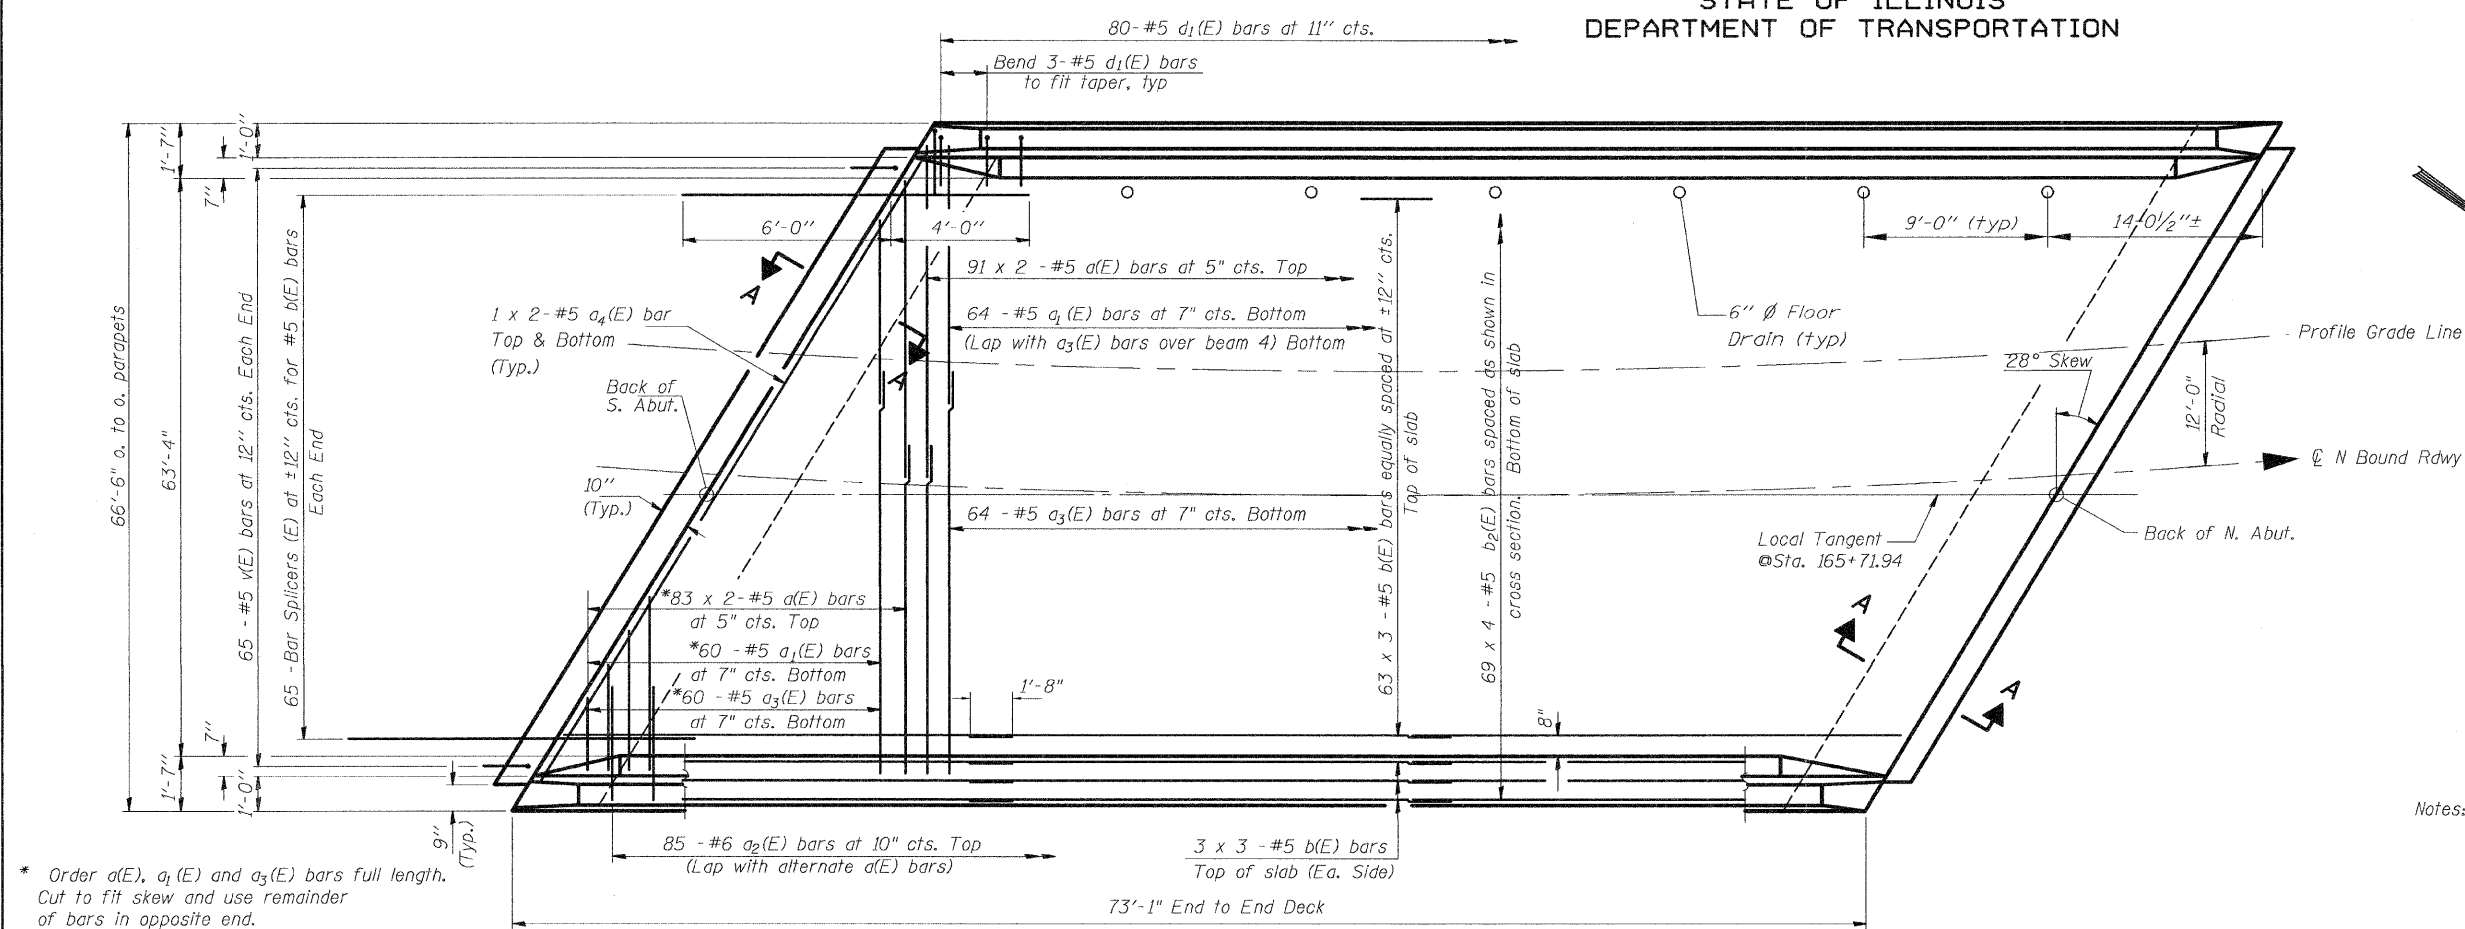 STATE OF ILLINOIS
DEPARTMENT OF TRANSPORTATION
80-#5 d₁(E) bars at 11" cts.
Bend 3-#5 d₁(E) bars
to fit taper, typ
1'-7"
1'-0"
7"
66'-6" o. to o. parapets
63'-4"
65 -#5 v(E) bars at 12" cts. Each End
65 -Bar Splicers (E) at ±12" cts. for #5 b(E) bars
Each End
6'-0"
4'-0"
A
A
91 x 2 -#5 a(E) bars at 5" cts. Top
1 x 2-#5 a₄(E) bar
Top & Bottom
(Typ.)
64 -#5 a₁(E) bars at 7" cts. Bottom
(Lap with a₃(E) bars over beam 4) Bottom
Back of
S. Abut.
10"
(Typ.)
64 -#5 a₃(E) bars at 7" cts. Bottom
63 x 3 -#5 b(E) bars equally spaced at ±12" cts.
Top of slab
69 x 4 -#5 b₂(E) bars spaced as shown in
cross section. Bottom of slab
9'-0" (typ)
14'-0½"±
6" Ø Floor
Drain (typ)
Profile Grade Line
28° Skew
12'-0"
Radial
℄ N Bound Rdwy
Local Tangent
@Sta. 165+71.94
Back of N. Abut.
*83 x 2-#5 a(E) bars
at 5" cts. Top
*60 -#5 a₁(E) bars
at 7" cts. Bottom
*60 -#5 a₃(E) bars
at 7" cts. Bottom
1'-8"
8"
A
A
7"
1'-7"
1'-0"
9"
(Typ.)
85 -#6 a₂(E) bars at 10" cts. Top
(Lap with alternate a(E) bars)
3 x 3 -#5 b(E) bars
Top of slab (Ea. Side)
73'-1" End to End Deck
Notes:
* Order a(E), a₁(E) and a₃(E) bars full length.
Cut to fit skew and use remainder
of bars in opposite end.